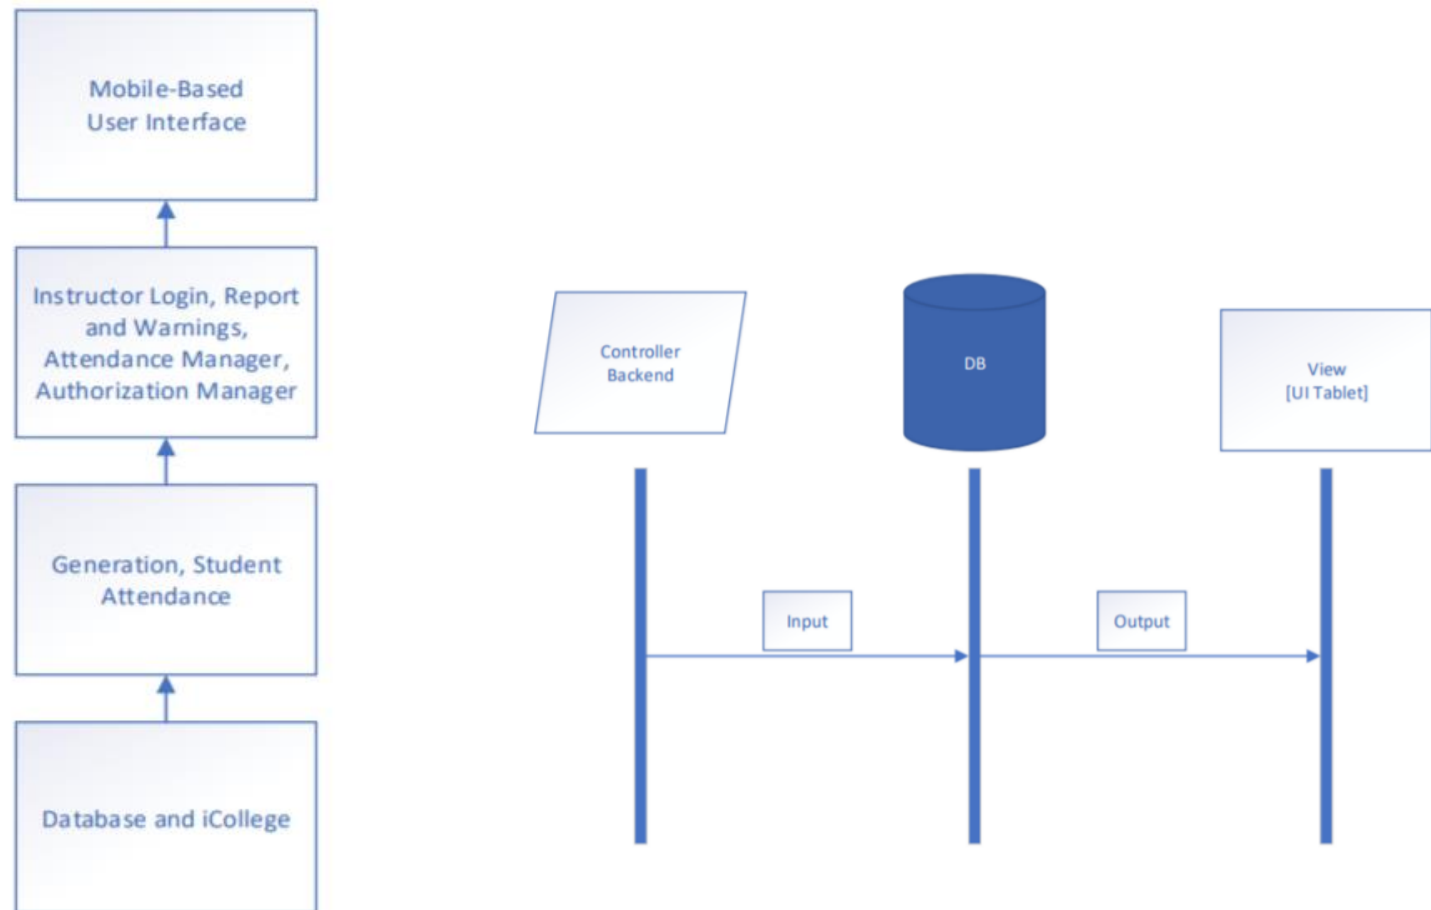 Mobile-Based
User Interface
Instructor Login, Report
and Warnings,
Attendance Manager,
Authorization Manager
Generation, Student
Attendance
Database and iCollege
Controller
Backend
DB
View
[UI Tablet]
Input
Output